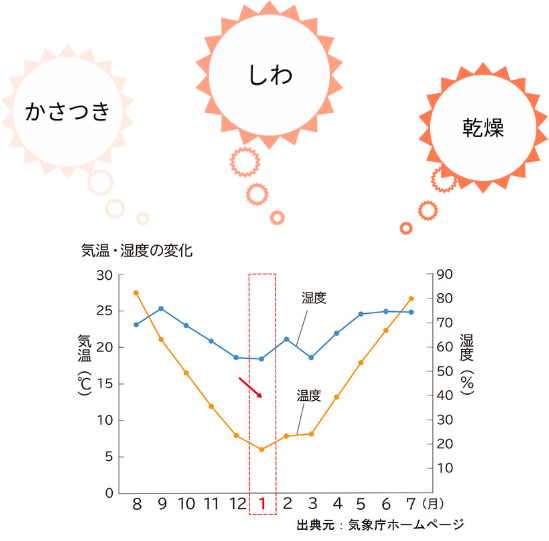 かさつき
しわ
乾燥
気温・湿度の変化
気温（℃）
30
25
20
15
10
5
0
湿度
温度
湿度（%）
90
80
70
60
50
40
30
20
10
8 9 10 11 12 1 2 3 4 5 6 7（月）
出典元：気象庁ホームページ